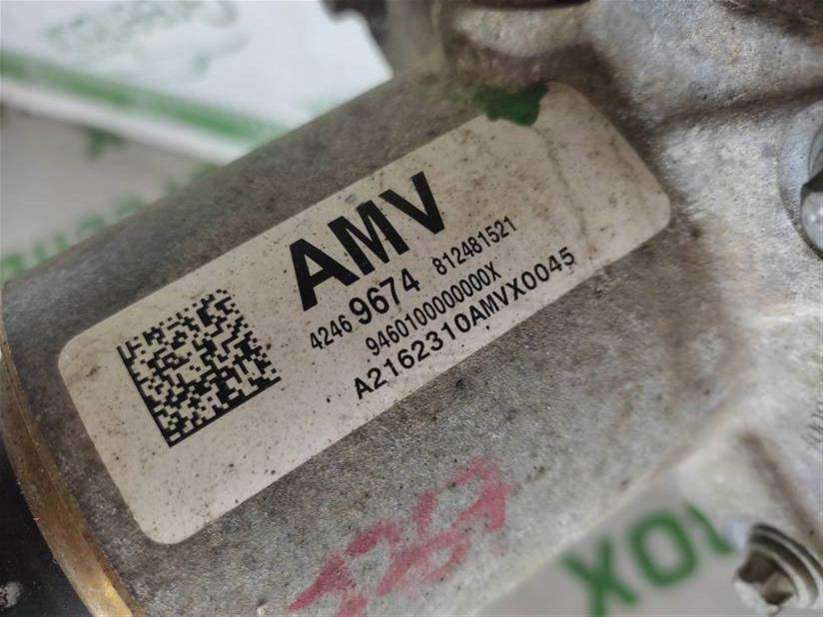 AMV
4246 9674 812481521
9460100000000X
A2162310AMVX0045